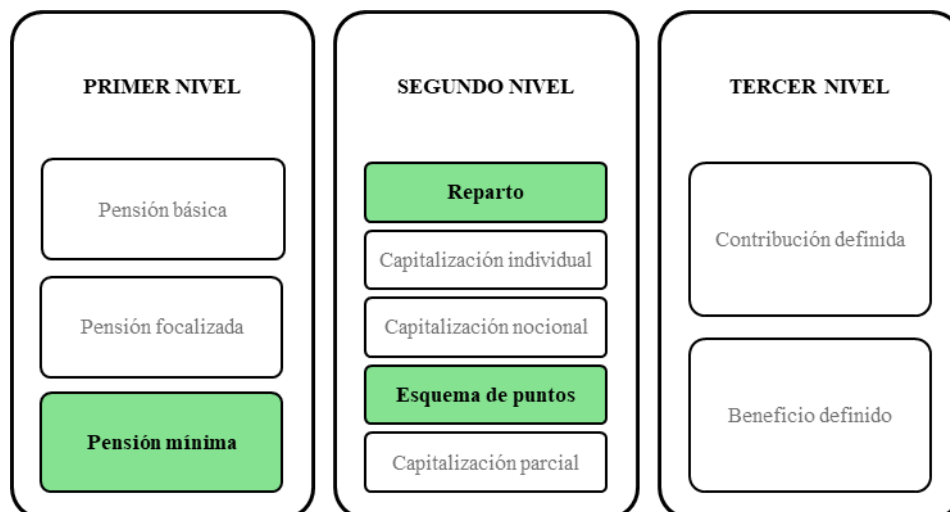 PRIMER NIVEL
Pensión básica
Pensión focalizada
Pensión mínima
SEGUNDO NIVEL
Reparto
Capitalización individual
Capitalización nocional
Esquema de puntos
Capitalización parcial
TERCER NIVEL
Contribución definida
Beneficio definido